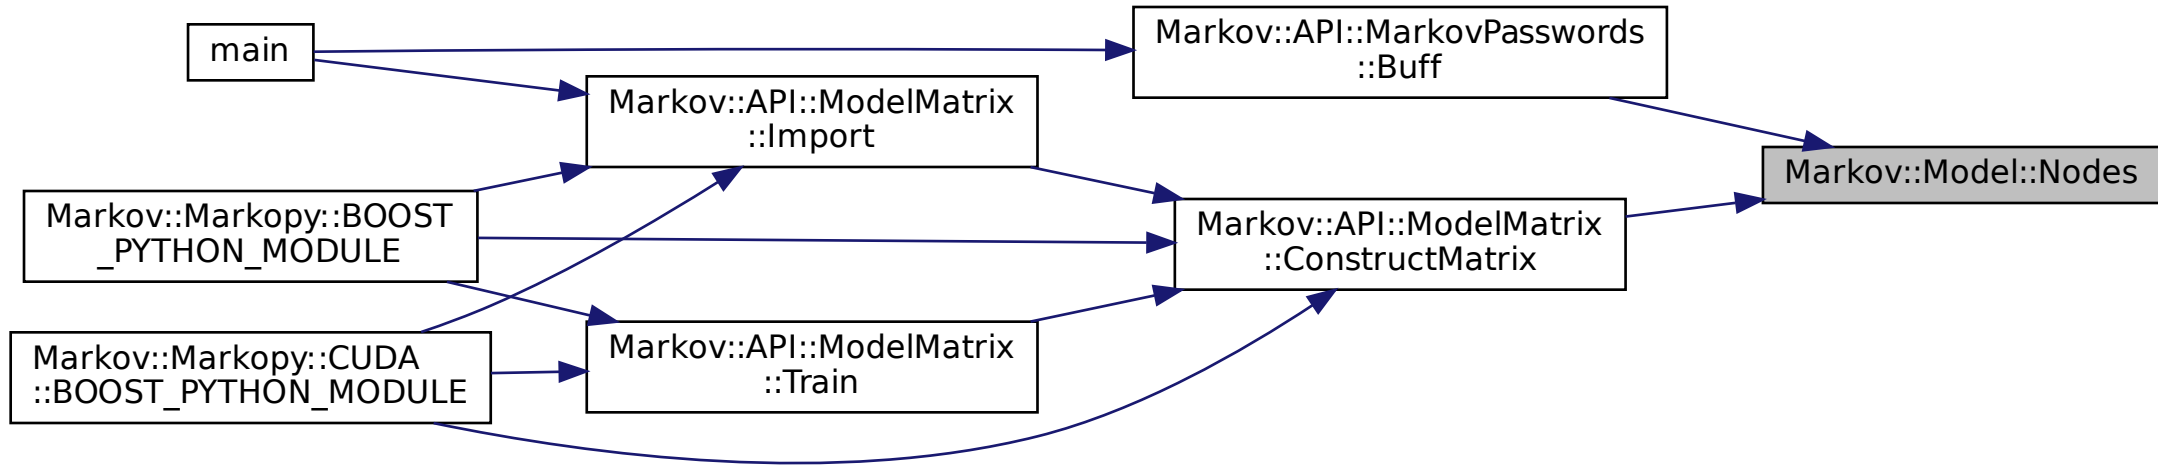 main
Markov::API::MarkovPasswords
::Buff
Markov::API::ModelMatrix
::Import
Markov::Model::Nodes
Markov::Markopy::BOOST
_PYTHON_MODULE
Markov::API::ModelMatrix
::ConstructMatrix
Markov::Markopy::CUDA
::BOOST_PYTHON_MODULE
Markov::API::ModelMatrix
::Train